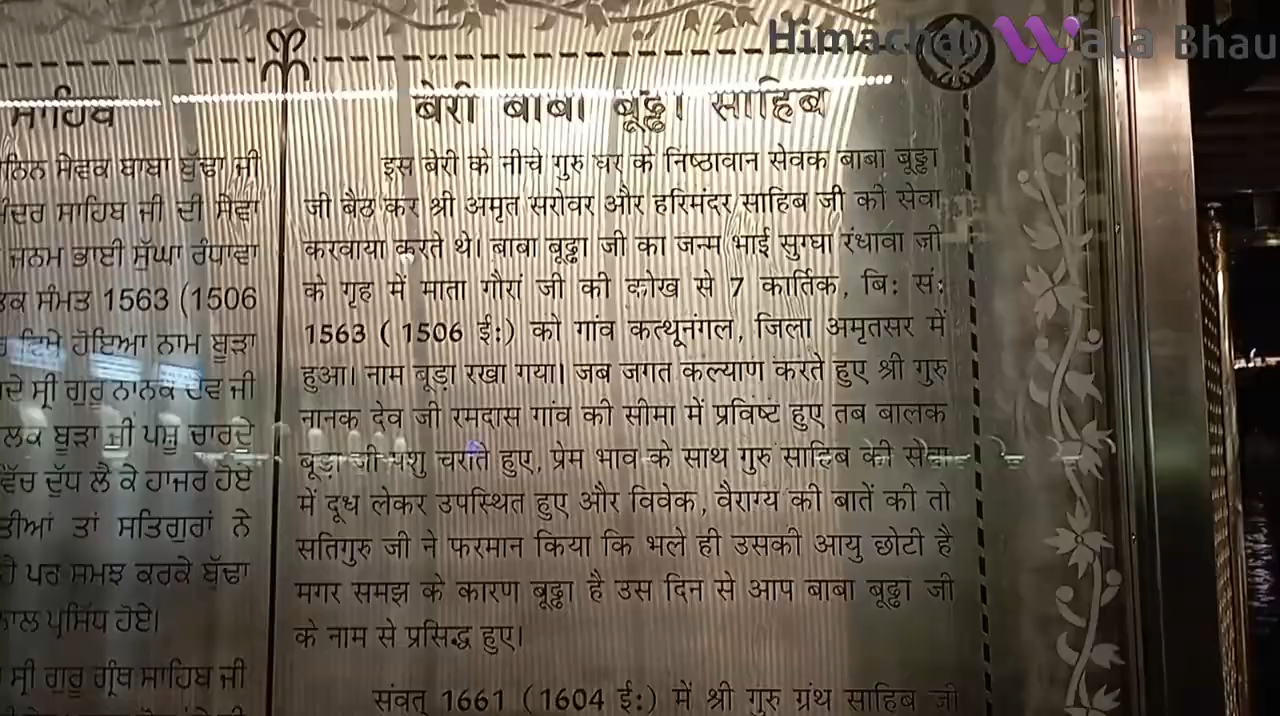 Himachal Wala Bhau
ਸਾਹਿਬ
ਸੇਵਕ ਬਾਬਾ ਬੁੱਢਾ ਜੀ
ਸਾਹਿਬ ਜੀ ਦੀ ਸੇਵਾ
ਜਨਮ ਭਾਈ ਸੁੱਘਾ ਰੰਧਾਵਾ
ਸੰਮਤ 1563 (1506
ਹੋਇਆ ਨਾਮ ਬੂੜਾ
ਸ੍ਰੀ ਗੁਰੂ ਨਾਨਕ ਦੇਵ ਜੀ
ਬੂੜਾ ਜੀ ਪਸ਼ੂ ਚਾਰਦੇ
ਦੁੱਧ ਲੈ ਕੇ ਹਾਜਰ ਹੋਏ
ਤਾਂ ਸਤਿਗੁਰਾਂ ਨੇ
ਪਰ ਸਮਝ ਕਰਕੇ ਬੁੱਢਾ
ਪ੍ਰਸਿੱਧ ਹੋਏ।
ਸ੍ਰੀ ਗੁਰੂ ਗ੍ਰੰਥ ਸਾਹਿਬ ਜੀ
बेरी बाबा बूढ्ढा साहिब
इस बेरी के नीचे गुरु घर के निष्ठावान सेवक बाबा बूढ्ढा
जी बैठ कर श्री अमृत सरोवर और हरिमंदर साहिब जी की सेवा
करवाया करते थे। बाबा बूढ्ढा जी का जन्म भाई सुग्घा रंधावा जी
के गृह में माता गौरां जी की कोख से 7 कार्तिक, बि: सं:
1563 ( 1506 ई:) को गांव कत्थूनंगल, जिला अमृतसर में
हुआ। नाम बूड़ा रखा गया। जब जगत कल्याण करते हुए श्री गुरु
नानक देव जी रमदास गांव की सीमा में प्रविष्ट हुए तब बालक
बूड़ा जी पशु चराते हुए, प्रेम भाव के साथ गुरु साहिब की सेवा
में दूध लेकर उपस्थित हुए और विवेक, वैराग्य की बातें की तो
सतिगुरु जी ने फरमान किया कि भले ही उसकी आयु छोटी है
मगर समझ के कारण बूढ्ढा है उस दिन से आप बाबा बूढ्ढा जी
के नाम से प्रसिद्ध हुए।
संवत् 1661 (1604 ई:) में श्री गुरु ग्रंथ साहिब जी